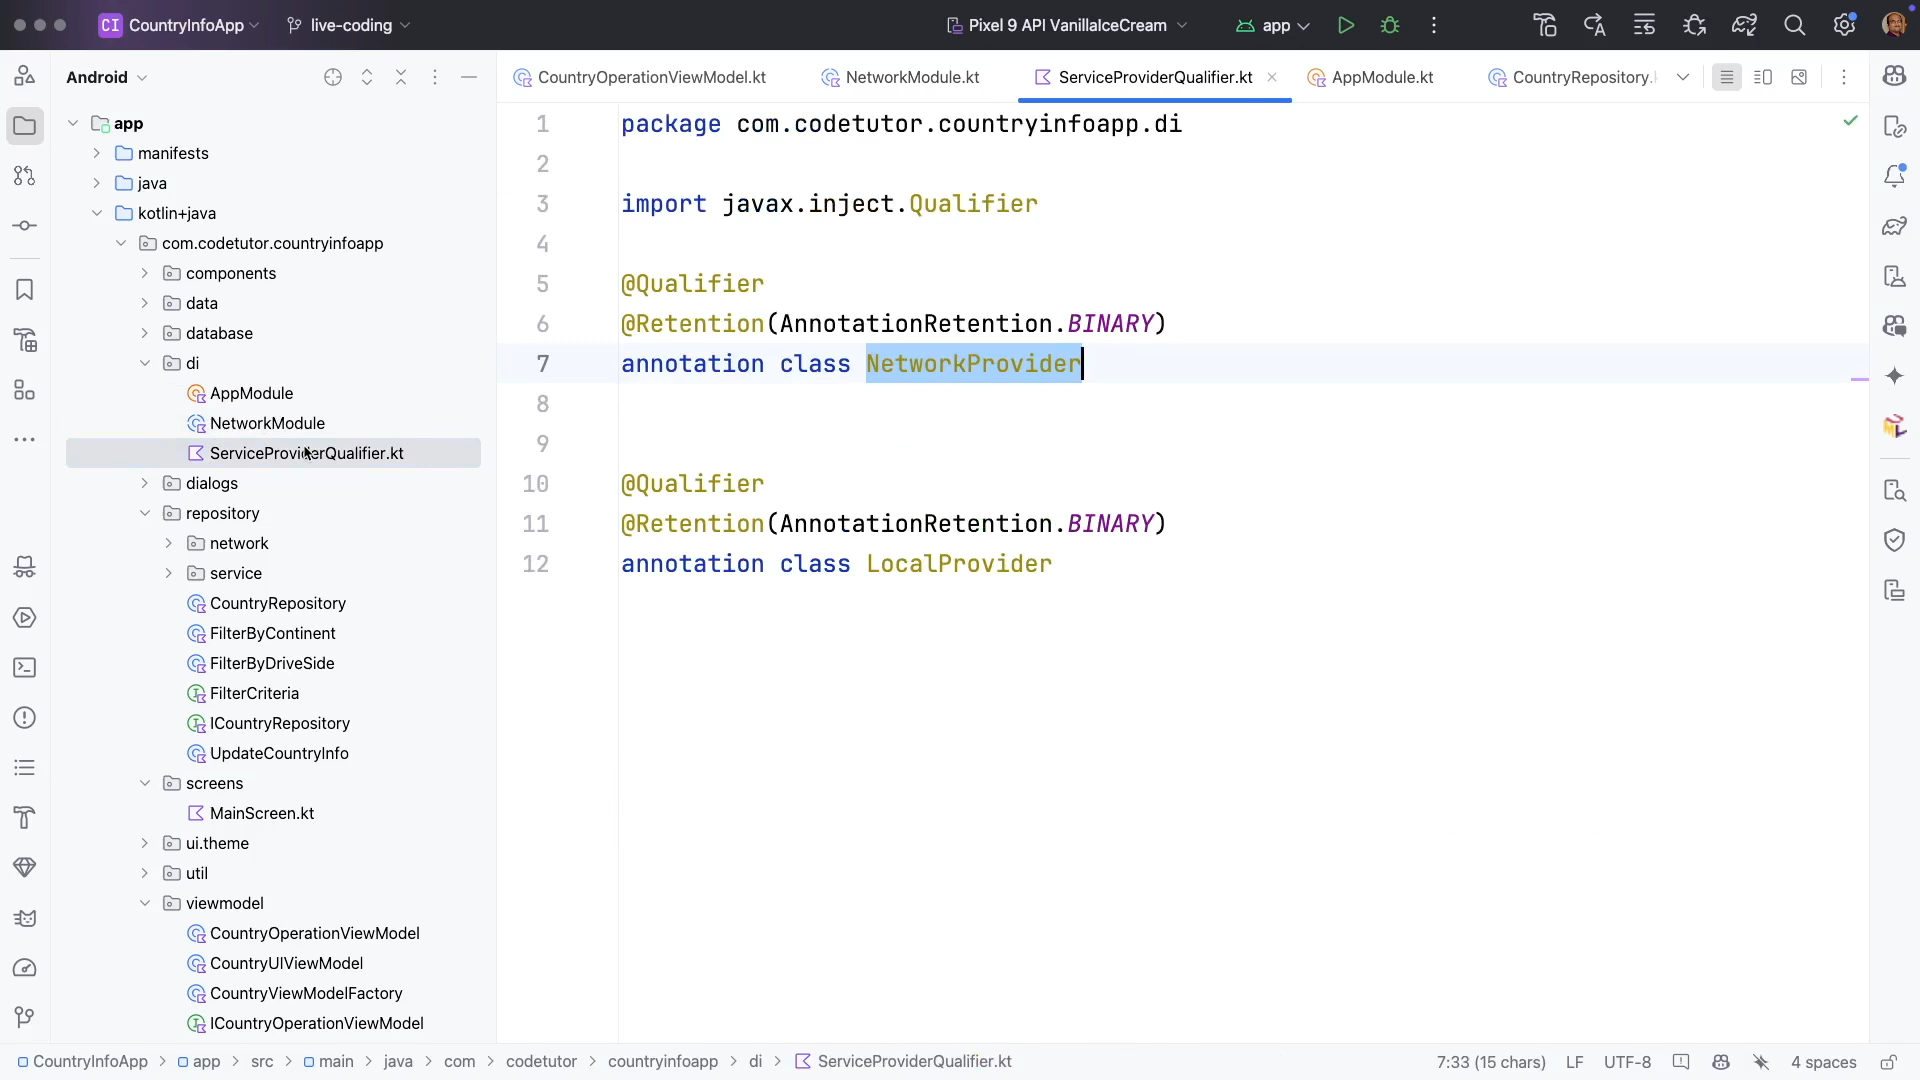 CI CountryInfoApp live-coding Pixel 9 API VanillaIceCream app
Android
CountryOperationViewModel.kt NetworkModule.kt ServiceProviderQualifier.kt AppModule.kt CountryRepository.
app
manifests
java
kotlin+java
com.codetutor.countryinfoapp
components
data
database
di
AppModule
NetworkModule
ServiceProviderQualifier.kt
dialogs
repository
network
service
CountryRepository
FilterByContinent
FilterByDriveSide
FilterCriteria
ICountryRepository
UpdateCountryInfo
screens
MainScreen.kt
ui.theme
util
viewmodel
CountryOperationViewModel
CountryUIViewModel
CountryViewModelFactory
ICountryOperationViewModel
1 package com.codetutor.countryinfoapp.di
2
3 import javax.inject.Qualifier
4
5 @Qualifier
6 @Retention(AnnotationRetention.BINARY)
7 annotation class NetworkProvider
8
9
10 @Qualifier
11 @Retention(AnnotationRetention.BINARY)
12 annotation class LocalProvider
CountryInfoApp > app > src > main > java > com > codetutor > countryinfoapp > di > ServiceProviderQualifier.kt 7:33 (15 chars) LF UTF-8 4 spaces